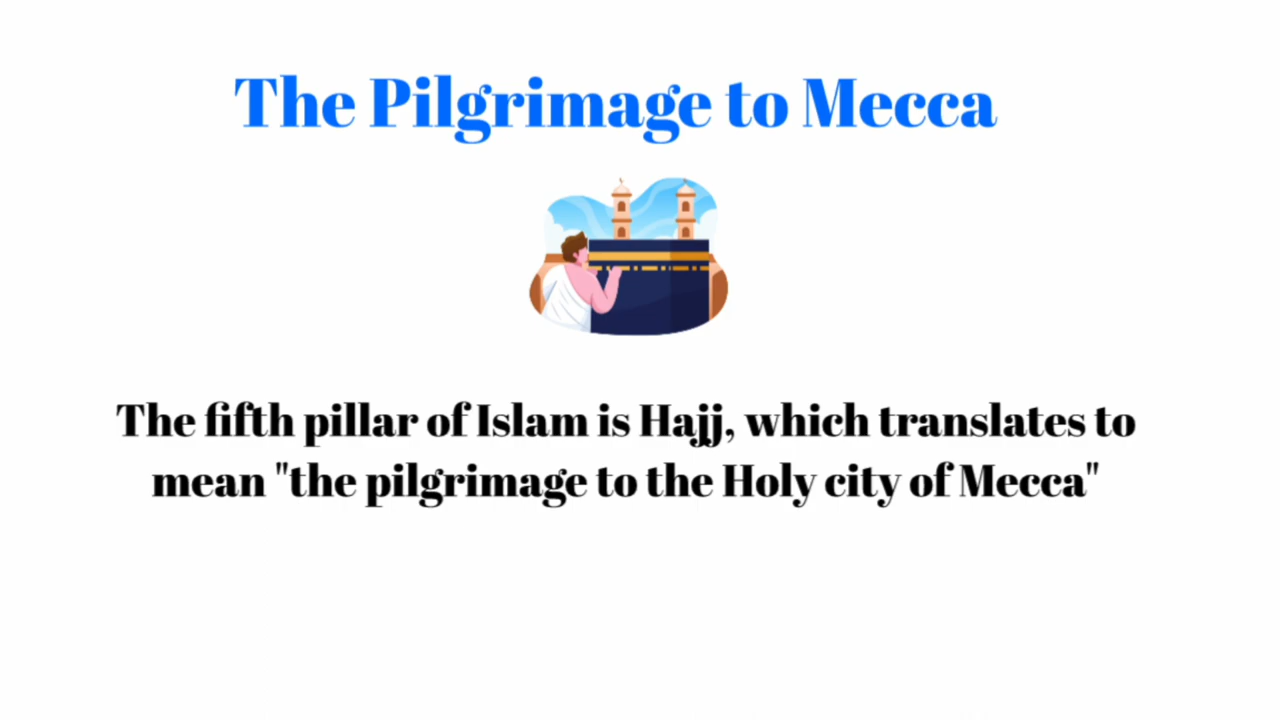 The Pilgrimage to Mecca
The fifth pillar of Islam is Hajj, which translates to
mean "the pilgrimage to the Holy city of Mecca"